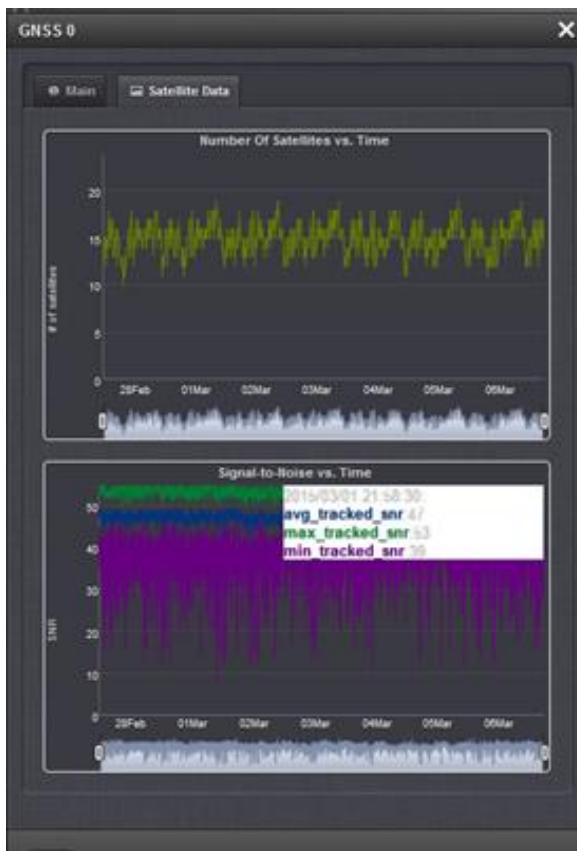 GNSS 0
Main
Satellite Data
Number Of Satellites vs. Time
# of satellites
20
15
10
5
0
28Feb 01Mar 02Mar 03Mar 04Mar 05Mar 06Mar
Signal-to-Noise vs. Time
SNR
50
40
30
20
10
0
2015/03/01 21:58:30:
avg_tracked_snr:47
max_tracked_snr:53
min_tracked_snr:39
28Feb 01Mar 02Mar 03Mar 04Mar 05Mar 06Mar